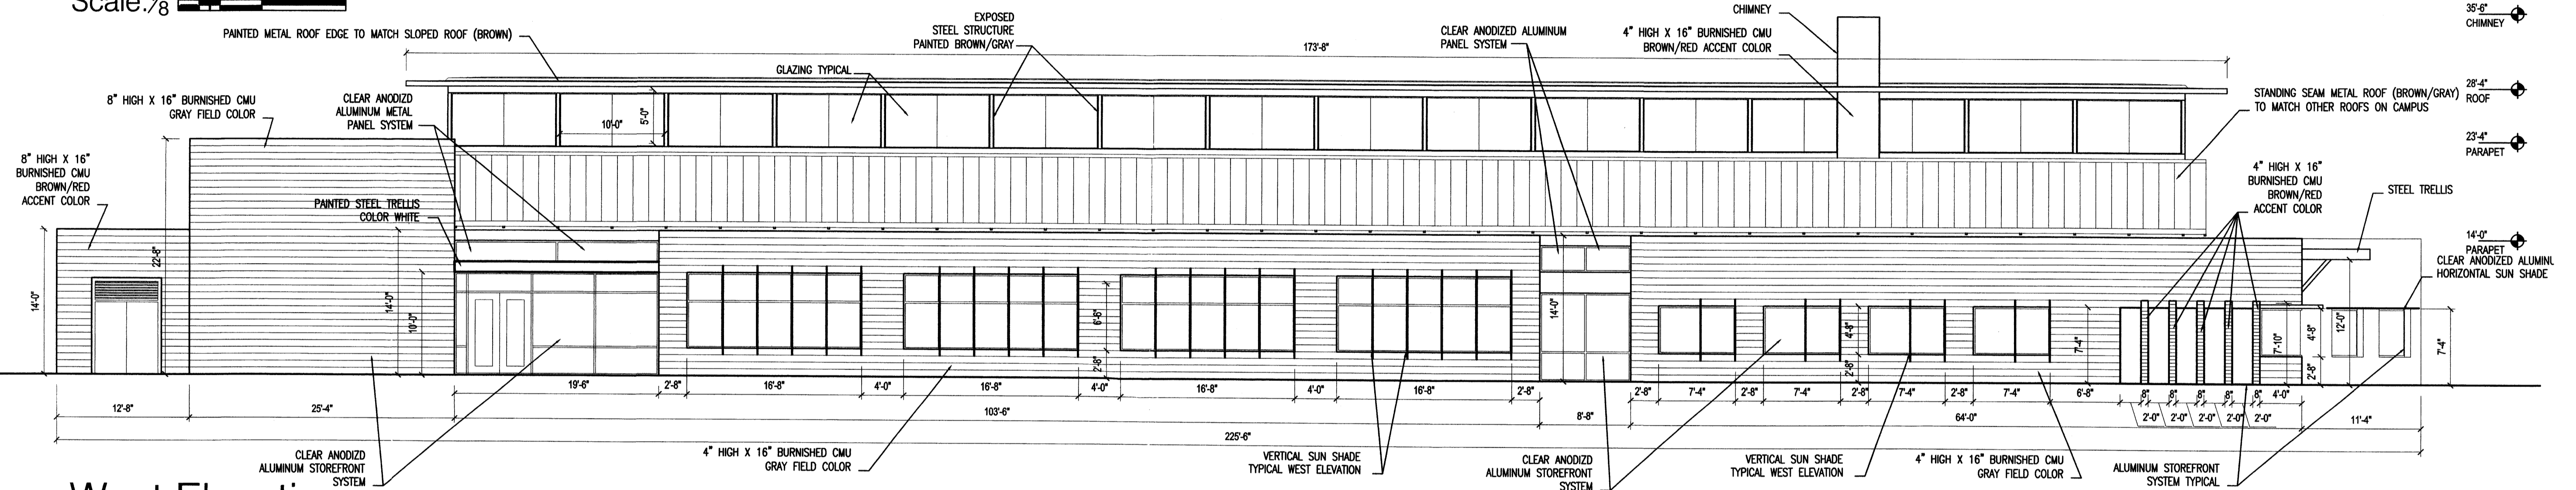 Scale:1/8
PAINTED METAL ROOF EDGE TO MATCH SLOPED ROOF (BROWN)
EXPOSED
STEEL STRUCTURE
PAINTED BROWN/GRAY
173'-8"
CLEAR ANODIZED ALUMINUM
PANEL SYSTEM
CHIMNEY
4" HIGH X 16" BURNISHED CMU
BROWN/RED ACCENT COLOR
35'-6"
CHIMNEY
GLAZING TYPICAL
8" HIGH X 16" BURNISHED CMU
GRAY FIELD COLOR
CLEAR ANODIZD
ALUMINUM METAL
PANEL SYSTEM
10'-0"
5'-0"
28'-4"
ROOF
STANDING SEAM METAL ROOF (BROWN/GRAY)
TO MATCH OTHER ROOFS ON CAMPUS
23'-4"
PARAPET
8" HIGH X 16"
BURNISHED CMU
BROWN/RED
ACCENT COLOR
4" HIGH X 16"
BURNISHED CMU
BROWN/RED
ACCENT COLOR
STEEL TRELLIS
PAINTED STEEL TRELLIS
COLOR WHITE
14'-0"
PARAPET
CLEAR ANODIZED ALUMINU
HORIZONTAL SUN SHADE
14'-0"
22'-8"
14'-0"
10'-0"
6'-8"
2'-8"
14'-0"
4'-8"
2'-8"
7'-4"
7'-10"
4'-8"
2'-8"
12'-0"
7'-4"
19'-6"
2'-8"
16'-8"
4'-0"
16'-8"
4'-0"
16'-8"
4'-0"
16'-8"
2'-8"
2'-8"
7'-4"
2'-8"
7'-4"
2'-8"
7'-4"
2'-8"
7'-4"
6'-8"
8"
8"
8"
8"
8"
4'-0"
12'-8"
25'-4"
103'-6"
8'-8"
64'-0"
2'-0"
2'-0"
2'-0"
2'-0"
2'-0"
11'-4"
225'-6"
CLEAR ANODIZD
ALUMINUM STOREFRONT
SYSTEM
4" HIGH X 16" BURNISHED CMU
GRAY FIELD COLOR
VERTICAL SUN SHADE
TYPICAL WEST ELEVATION
CLEAR ANODIZD
ALUMINUM STOREFRONT
SYSTEM
VERTICAL SUN SHADE
TYPICAL WEST ELEVATION
4" HIGH X 16" BURNISHED CMU
GRAY FIELD COLOR
ALUMINUM STOREFRONT
SYSTEM TYPICAL
West Elevation